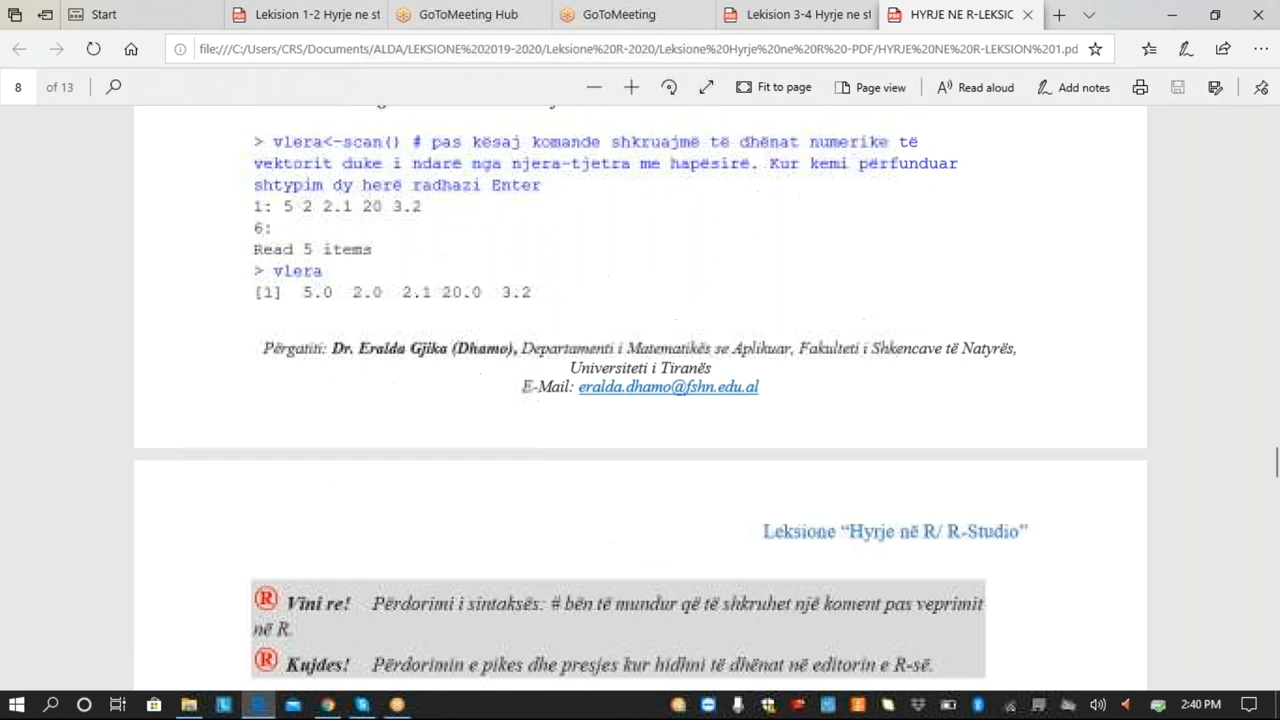 Start
Lekision 1-2 Hyrje ne st
GoToMeeting Hub
GoToMeeting
Lekision 3-4 Hyrje ne st
HYRJE NE R-LEKSIC
file:///C:/Users/CRS/Documents/ALDA/LEKSIONE%202019-2020/Leksione%20R-2020/Leksione%20Hyrje%20ne%20R%20-PDF/HYRJE%20NE%20R-LEKSION%201.pd
8 of 13
Fit to page
Page view
Read aloud
Add notes
> vlera<-scan() # pas kësaj komande shkruajmë të dhënat numerike të
vektorit duke i ndarë nga njera-tjetra me hapësirë. Kur kemi përfunduar
shtypim dy herë radhazi Enter
1: 5 2 2.1 20 3.2
6:
Read 5 items
> vlera
[1] 5.0 2.0 2.1 20.0 3.2
Përgatiti: Dr. Eralda Gjika (Dhamo), Departamenti i Matematikës se Aplikuar, Fakulteti i Shkencave të Natyrës,
Universiteti i Tiranës
E-Mail: eralda.dhamo@fshn.edu.al
Leksione “Hyrje në R/ R-Studio”
R Vini re! Përdorimi i sintaksës: # bën të mundur që të shkruhet një koment pas veprimit
në R.
R Kujdes! Përdorimin e pikes dhe presjes kur hidhni të dhënat në editorin e R-së.
2:40 PM